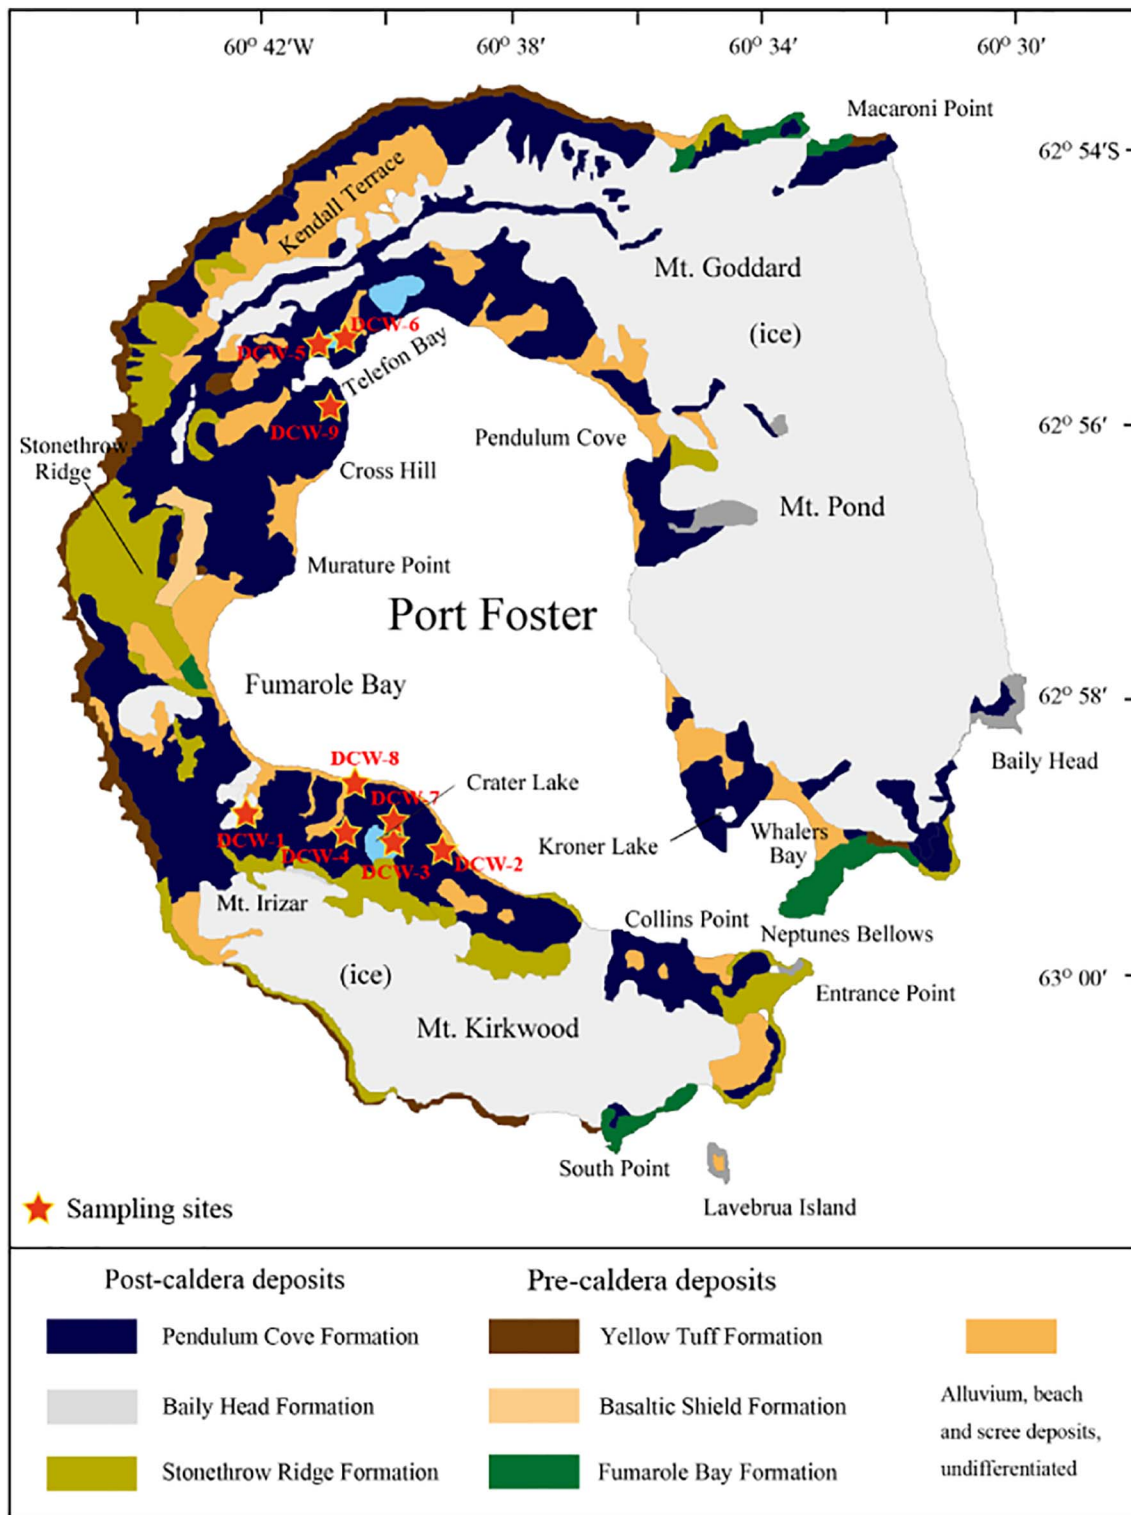 60° 42′W
60° 38′
60° 34′
60° 30′
Macaroni Point
62° 54′S
Kendall Terrace
Mt. Goddard
(ice)
DCW-6
DCW-5
Telefon Bay
DCW-9
62° 56′
Pendulum Cove
Stonethrow
Ridge
Cross Hill
Mt. Pond
Murature Point
Port Foster
Fumarole Bay
62° 58′
Baily Head
DCW-8
Crater Lake
DCW-7
DCW-1
DCW-4
DCW-3
DCW-2
Kroner Lake
Whalers
Bay
Mt. Irizar
Collins Point
Neptunes Bellows
(ice)
63° 00′
Entrance Point
Mt. Kirkwood
South Point
Lavebrua Island
Sampling sites
Post-caldera deposits
Pre-caldera deposits
Pendulum Cove Formation
Yellow Tuff Formation
Baily Head Formation
Basaltic Shield Formation
Stonethrow Ridge Formation
Fumarole Bay Formation
Alluvium, beach
and scree deposits,
undifferentiated